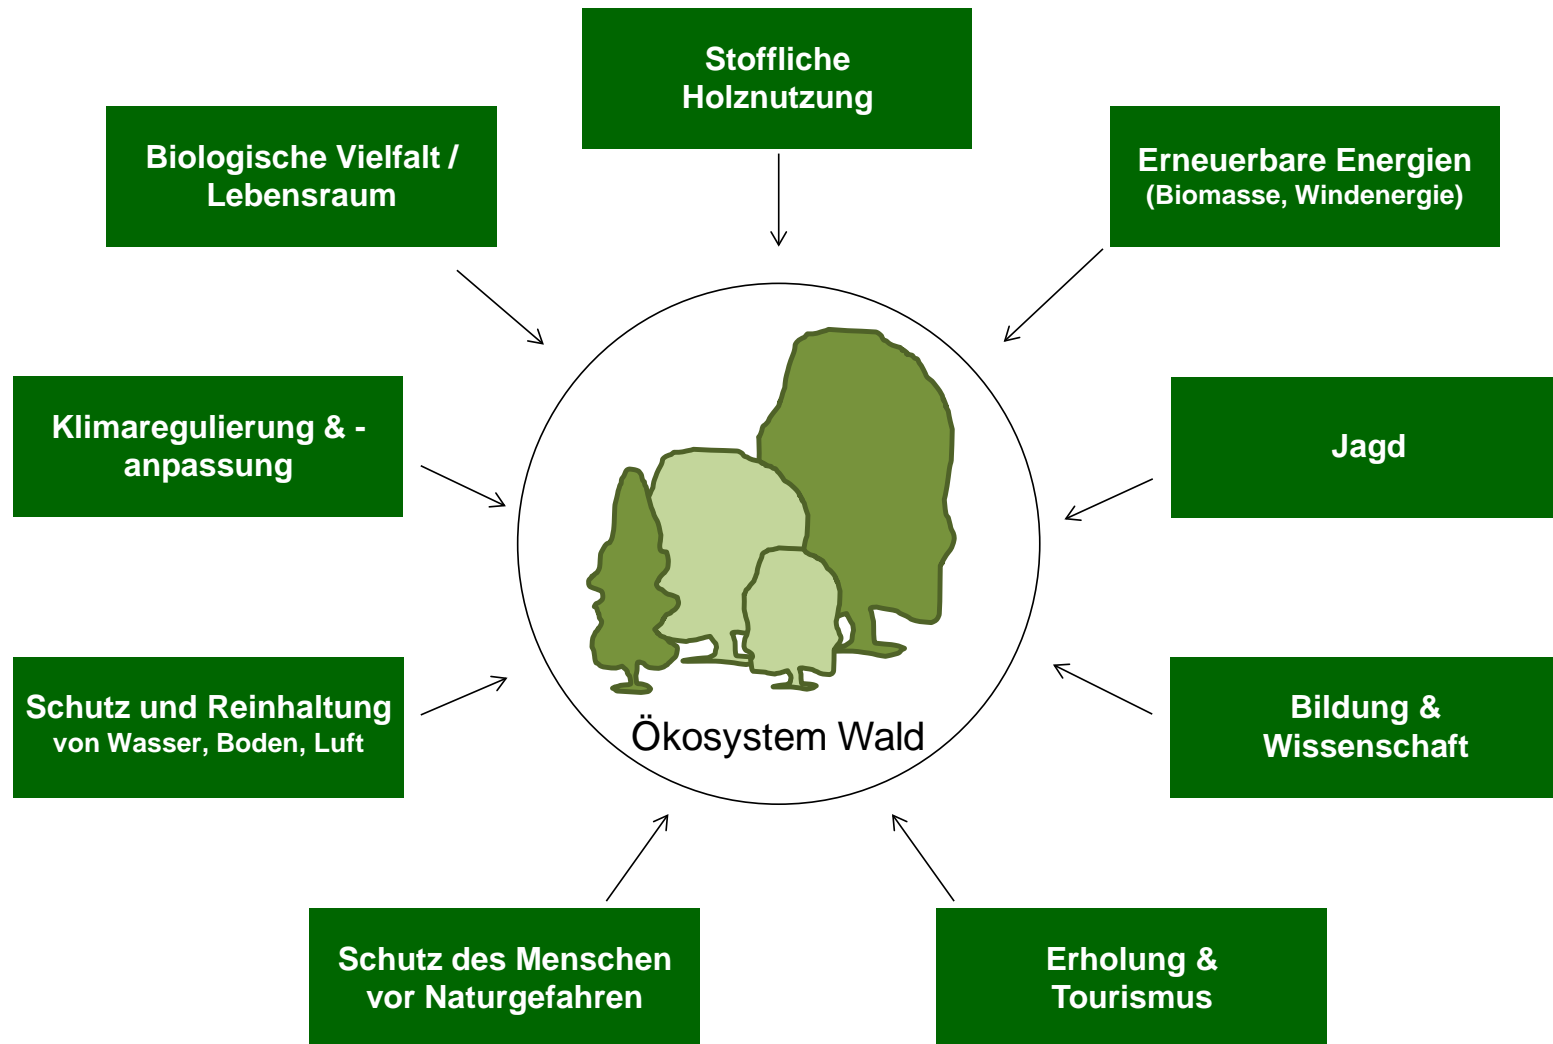 Stoffliche
Holznutzung
Biologische Vielfalt /
Lebensraum
Erneuerbare Energien
(Biomasse, Windenergie)
Klimaregulierung & -
anpassung
Jagd
Schutz und Reinhaltung
von Wasser, Boden, Luft
Bildung &
Wissenschaft
Ökosystem Wald
Schutz des Menschen
vor Naturgefahren
Erholung &
Tourismus